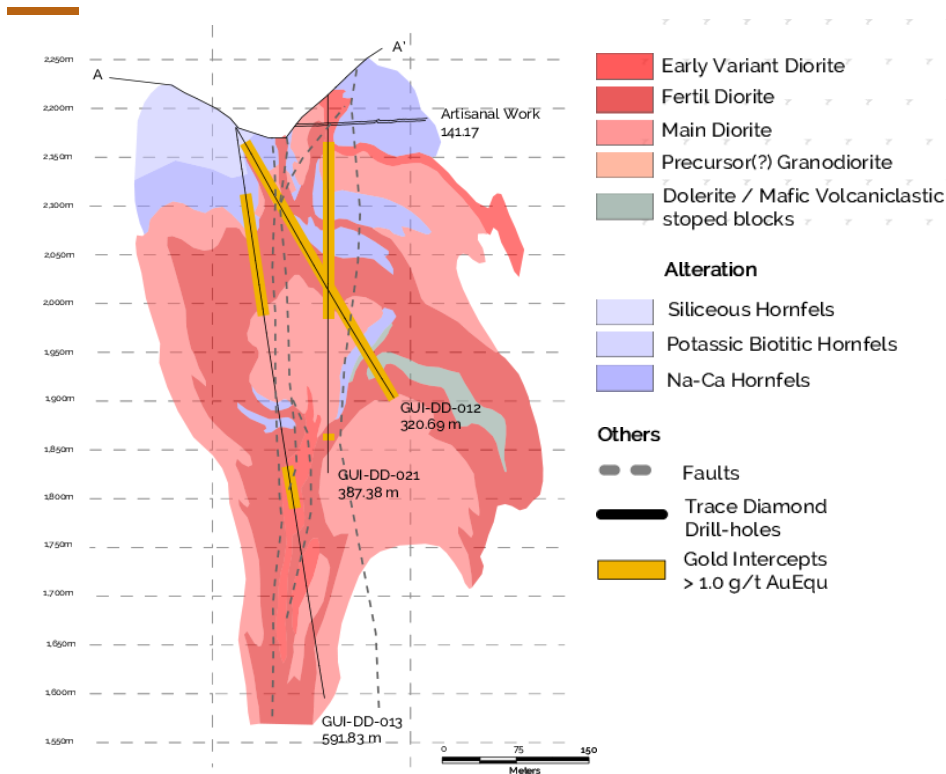 A
A'
2,250m
2,200m
2,150m
2,300m
2,050m
2,000m
1,950m
1,900m
1,850m
1,800m
1,750m
1,700m
1,650m
1,600m
1,550m
Artisanal Work
141.17
GUI-DD-012
320.69 m
GUI-DD-021
387.38 m
GUI-DD-013
591.83 m
0 75 150
Meters
Early Variant Diorite
Fertil Diorite
Main Diorite
Precursor(?) Granodiorite
Dolerite / Mafic Volcaniclastic
stoped blocks
Alteration
Siliceous Hornfels
Potassic Biotitic Hornfels
Na-Ca Hornfels
Others
Faults
Trace Diamond
Drill-holes
Gold Intercepts
> 1.0 g/t AuEqu